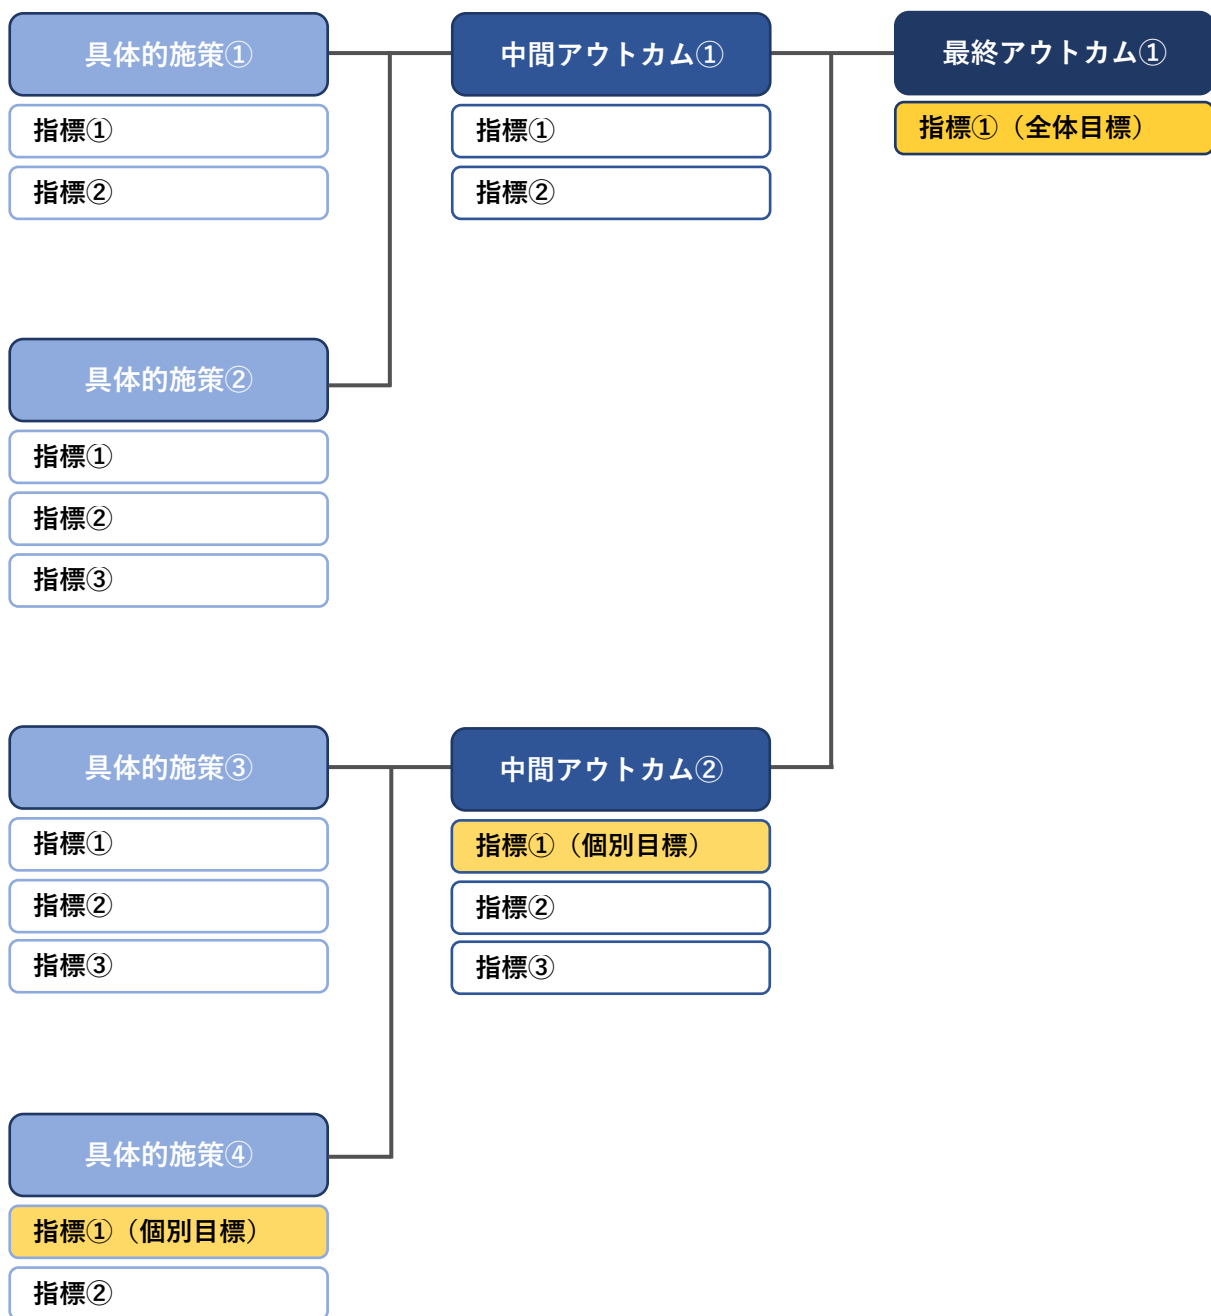 具体的施策①
指標①
指標②
中間アウトカム①
指標①
指標②
最終アウトカム①
指標①（全体目標）
具体的施策②
指標①
指標②
指標③
具体的施策③
指標①
指標②
指標③
中間アウトカム②
指標①（個別目標）
指標②
指標③
具体的施策④
指標①（個別目標）
指標②